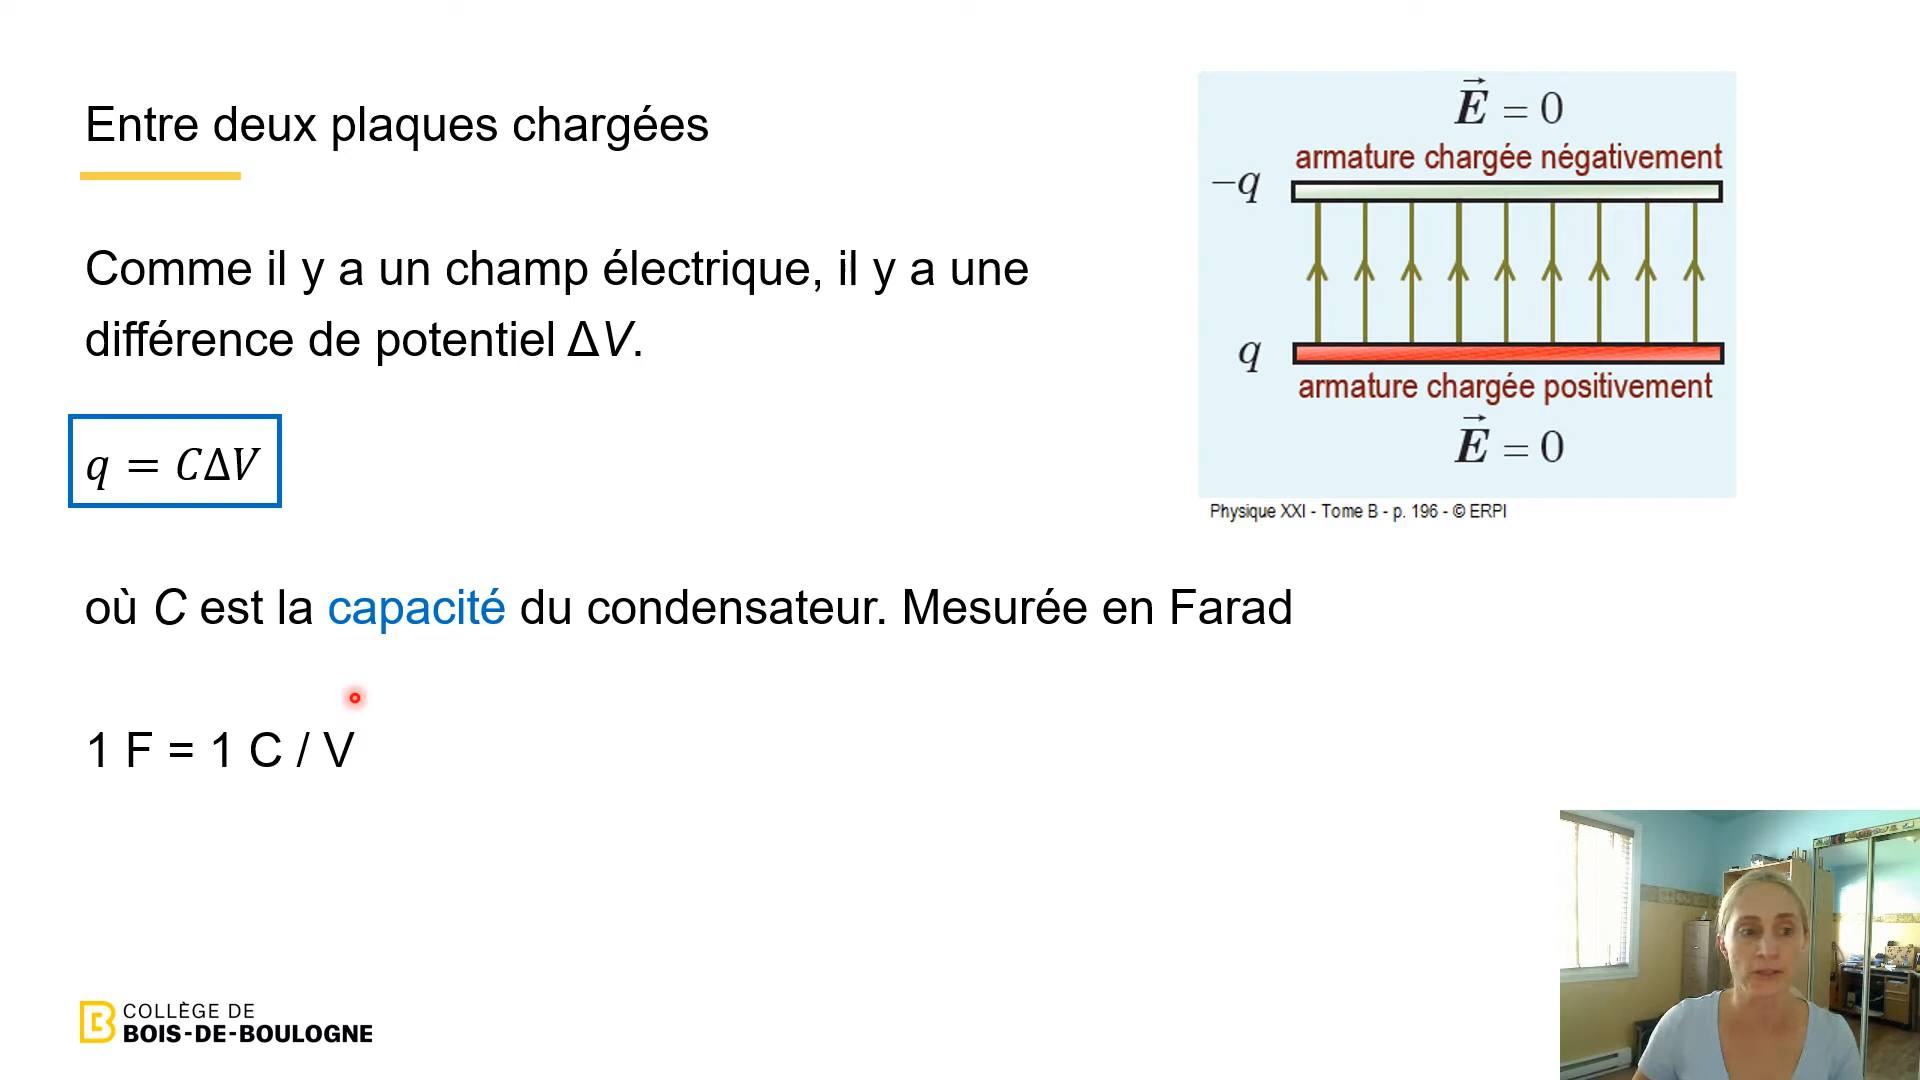 Entre deux plaques chargées
Comme il y a un champ électrique, il y a une
différence de potentiel ΔV.
q = CΔV
où C est la capacité du condensateur. Mesurée en Farad
1 F = 1 C / V
E⃗ = 0
armature chargée négativement
−q
q
armature chargée positivement
E⃗ = 0
Physique XXI - Tome B - p. 196 - © ERPI
COLLÈGE DE
BOIS-DE-BOULOGNE